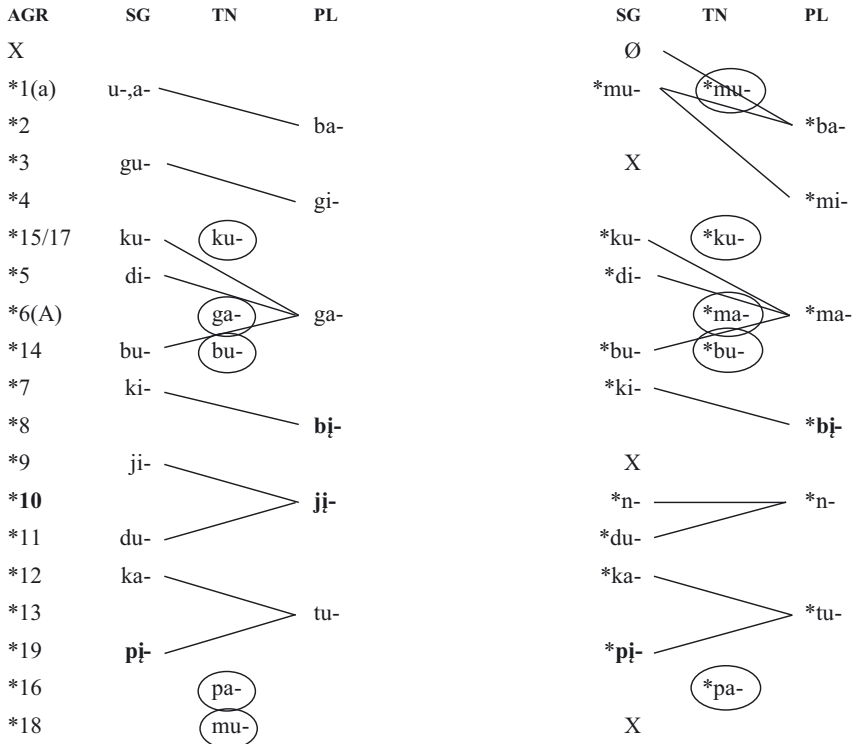 AGR SG TN PL SG TN PL
X Ø
*1(a) u-,a- *mu- *mu-
*2 ba- *ba-
*3 gu- X
*4 gi- *mi-
*15/17 ku- ku- *ku- *ku-
*5 di- *di-
*6(A) ga- ga- *ma- *ma-
*14 bu- bu- *bu- *bu-
*7 ki- *ki-
*8 bį- *bį-
*9 ji- X
*10 jį- *n- *n-
*11 du- *du-
*12 ka- *ka-
*13 tu- *tu-
*19 pį- *pį-
*16 pa- *pa-
*18 mu- X